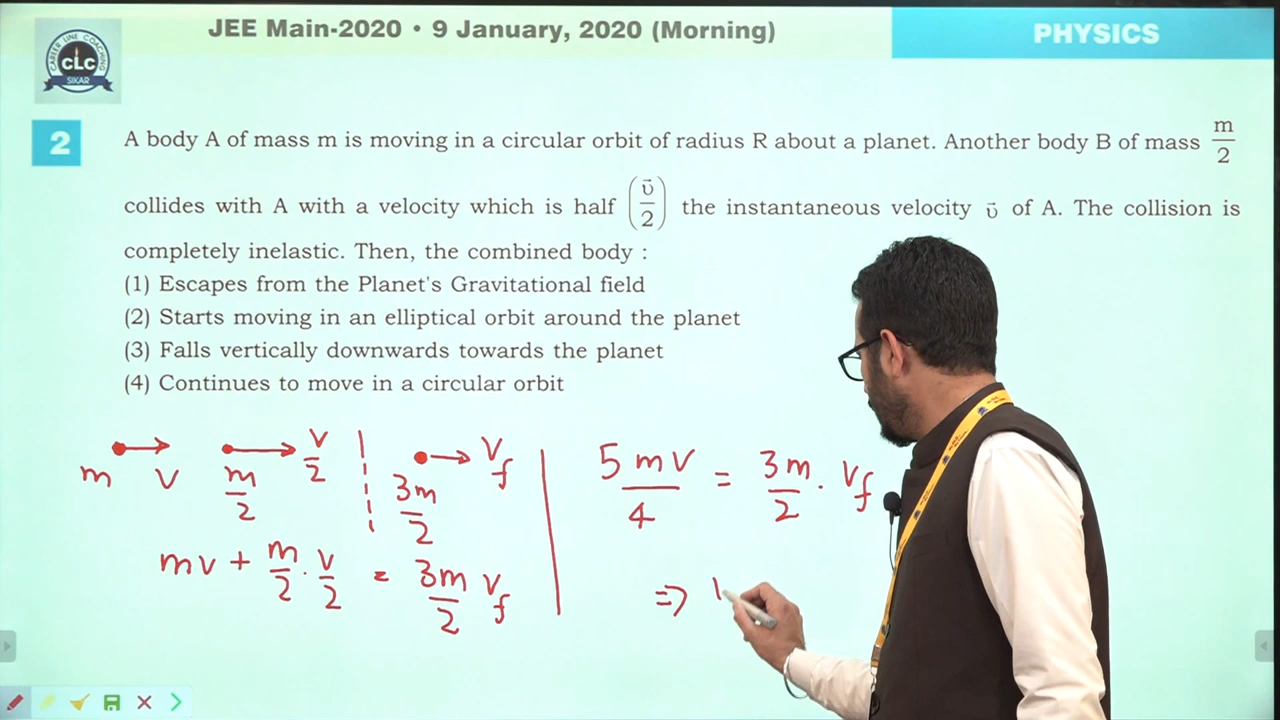 JEE Main-2020 • 9 January, 2020 (Morning)
PHYSICS
CAREER LINE COACHING
CLC
SIKAR
2
A body A of mass m is moving in a circular orbit of radius R about a planet. Another body B of mass m/2
collides with A with a velocity which is half (v⃗/2) the instantaneous velocity v⃗ of A. The collision is
completely inelastic. Then, the combined body :
(1) Escapes from the Planet's Gravitational field
(2) Starts moving in an elliptical orbit around the planet
(3) Falls vertically downwards towards the planet
(4) Continues to move in a circular orbit
m v m/2 v/2 3m/2 Vf
mv + m/2 . v/2 = 3m/2 Vf
5mv/4 = 3m/2 . Vf
⇒